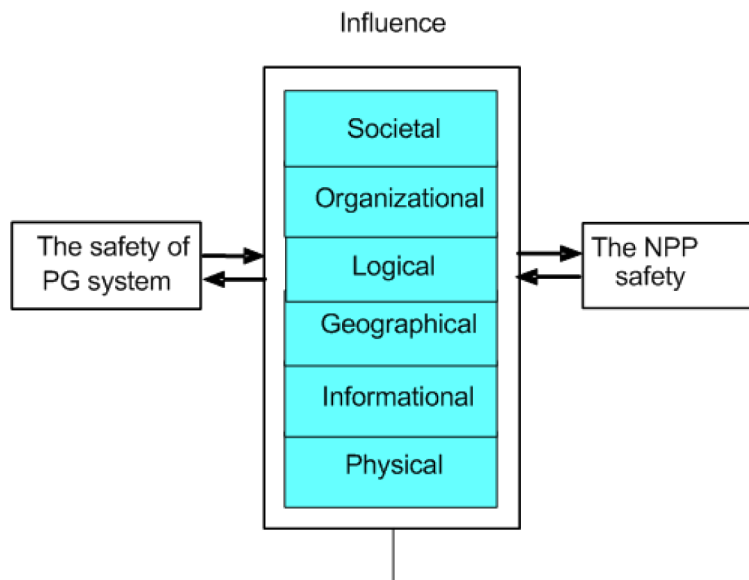 Influence
Societal
Organizational
Logical
Geographical
Informational
Physical
The safety of
PG system
The NPP
safety